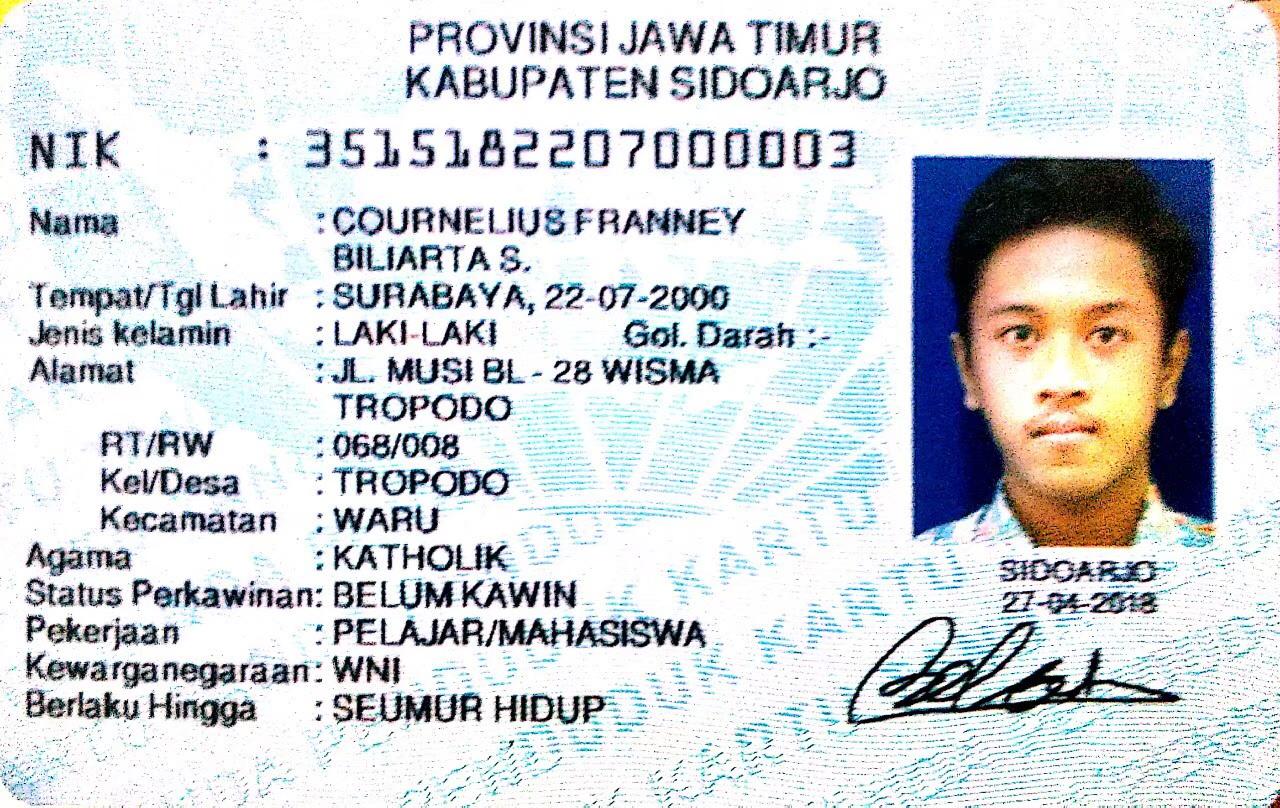 PROVINSI JAWA TIMUR
KABUPATEN SIDOARJO
NIK : 3515182207000003
Nama : COURNELIUS FRANNEY
BILIARTA S.
Tempat/Tgl Lahir : SURABAYA, 22-07-2000
Jenis kelamin : LAKI-LAKI Gol. Darah : -
Alamat : JL. MUSI BL - 28 WISMA
TROPODO
RT/RW : 068/008
Kel/Desa : TROPODO
Kecamatan : WARU
Agama : KATHOLIK
Status Perkawinan: BELUM KAWIN
Pekerjaan : PELAJAR/MAHASISWA
Kewarganegaraan: WNI
Berlaku Hingga : SEUMUR HIDUP
SIDOARJO
27-04-2018